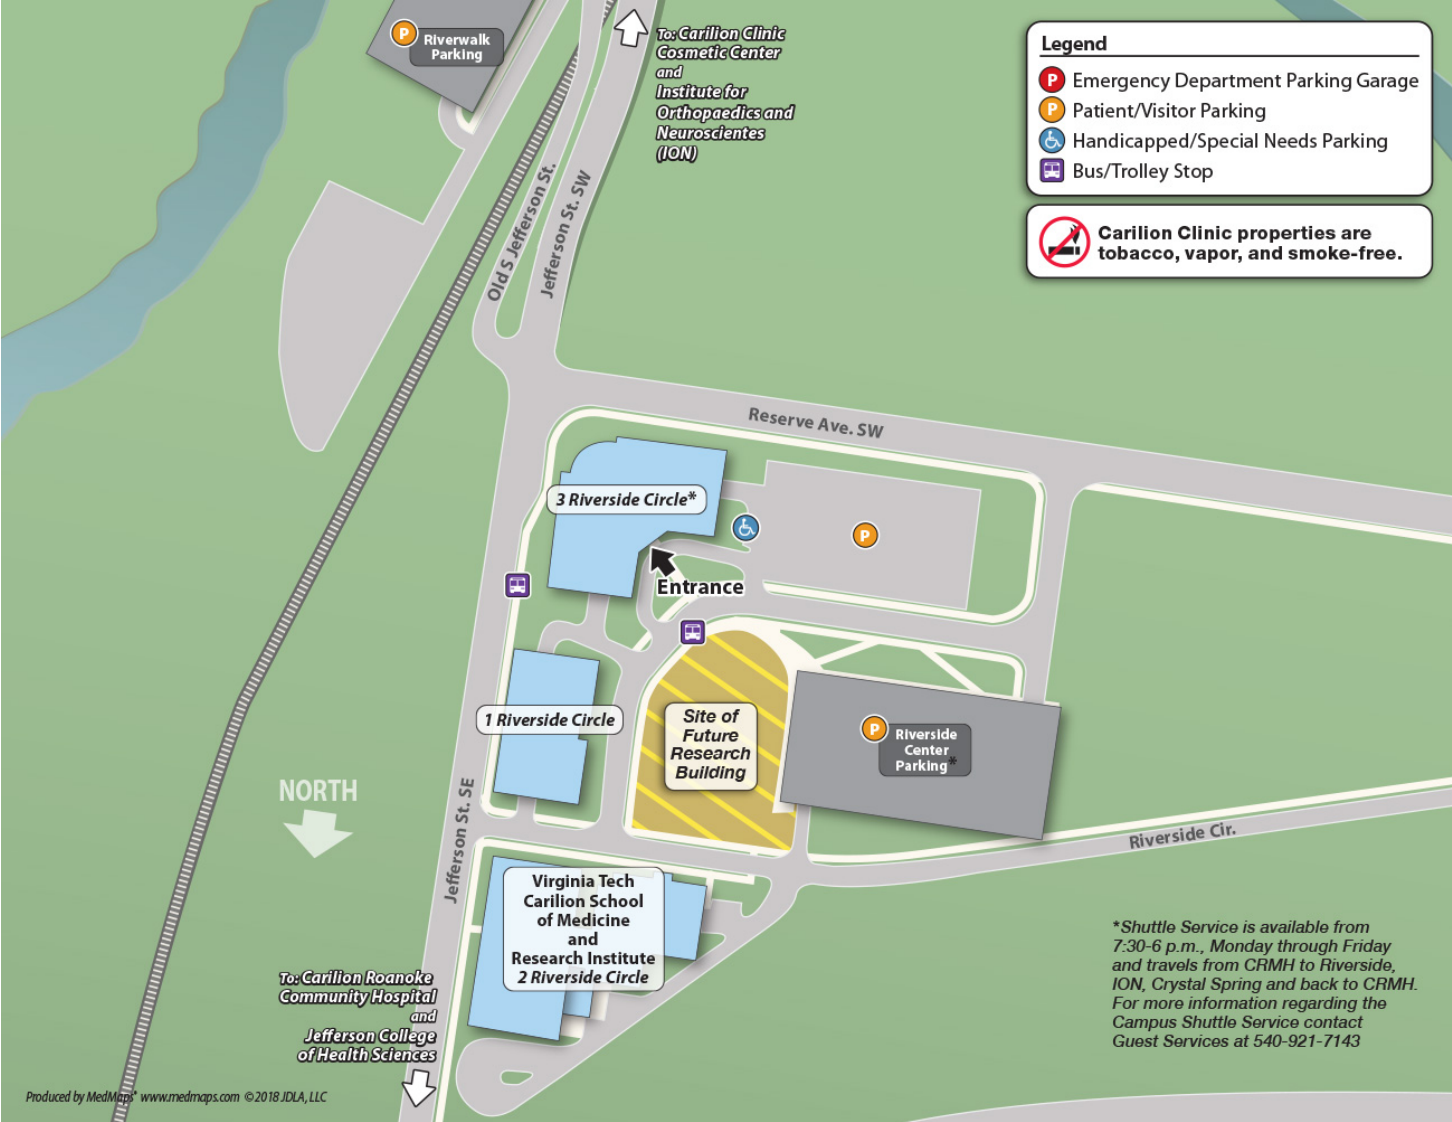 P
Riverwalk
Parking
To: Carilion Clinic
Cosmetic Center
and
Institute for
Orthopaedics and
Neuroscientes
(ION)
Legend
P Emergency Department Parking Garage
P Patient/Visitor Parking
Handicapped/Special Needs Parking
Bus/Trolley Stop
Carilion Clinic properties are
tobacco, vapor, and smoke-free.
Old S Jefferson St.
Jefferson St. SW
Reserve Ave. SW
3 Riverside Circle*
P
Entrance
1 Riverside Circle
Site of
Future
Research
Building
P
Riverside
Center
Parking*
NORTH
Jefferson St. SE
Riverside Cir.
Virginia Tech
Carilion School
of Medicine
and
Research Institute
2 Riverside Circle
To: Carilion Roanoke
Community Hospital
and
Jefferson College
of Health Sciences
*Shuttle Service is available from
7:30-6 p.m., Monday through Friday
and travels from CRMH to Riverside,
ION, Crystal Spring and back to CRMH.
For more information regarding the
Campus Shuttle Service contact
Guest Services at 540-921-7143
Produced by MedMaps® www.medmaps.com ©2018 JDLA, LLC